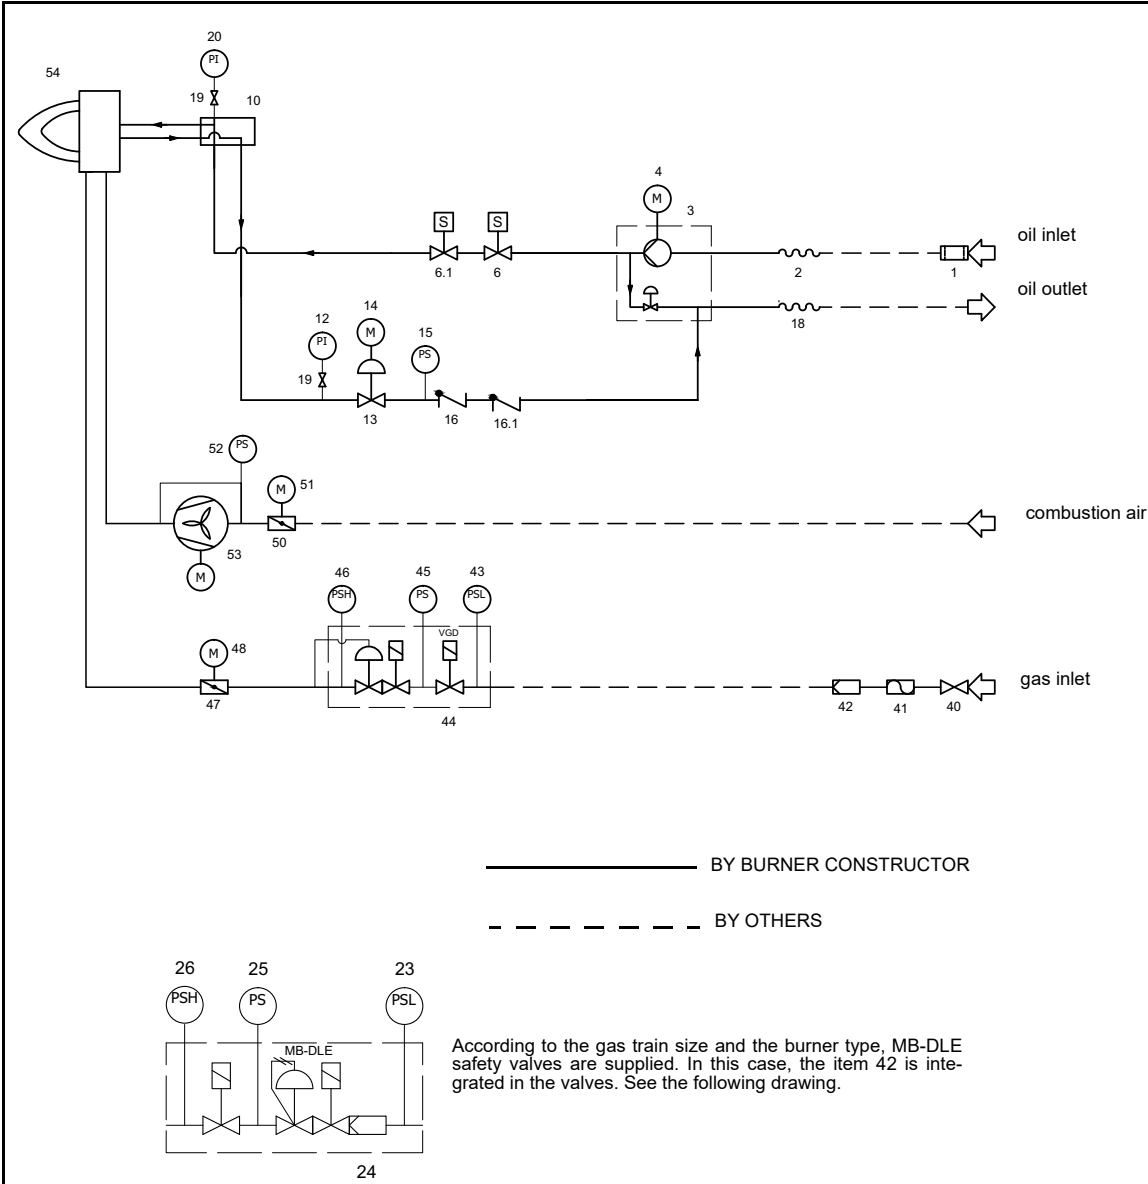 20
PI
54
19
10
4
M
3
S
S
oil inlet
6.1
6
2
1
oil outlet
14
12
M
15
18
PI
PS
19
13
16
16.1
52
PS
51
M
combustion air
50
53
M
46
45
43
PSH
PS
PSL
VGD
48
M
gas inlet
47
44
42
41
40
BY BURNER CONSTRUCTOR
BY OTHERS
26
25
23
PSH
PS
PSL
MB-DLE
According to the gas train size and the burner type, MB-DLE
safety valves are supplied. In this case, the item 42 is inte-
grated in the valves. See the following drawing.
24